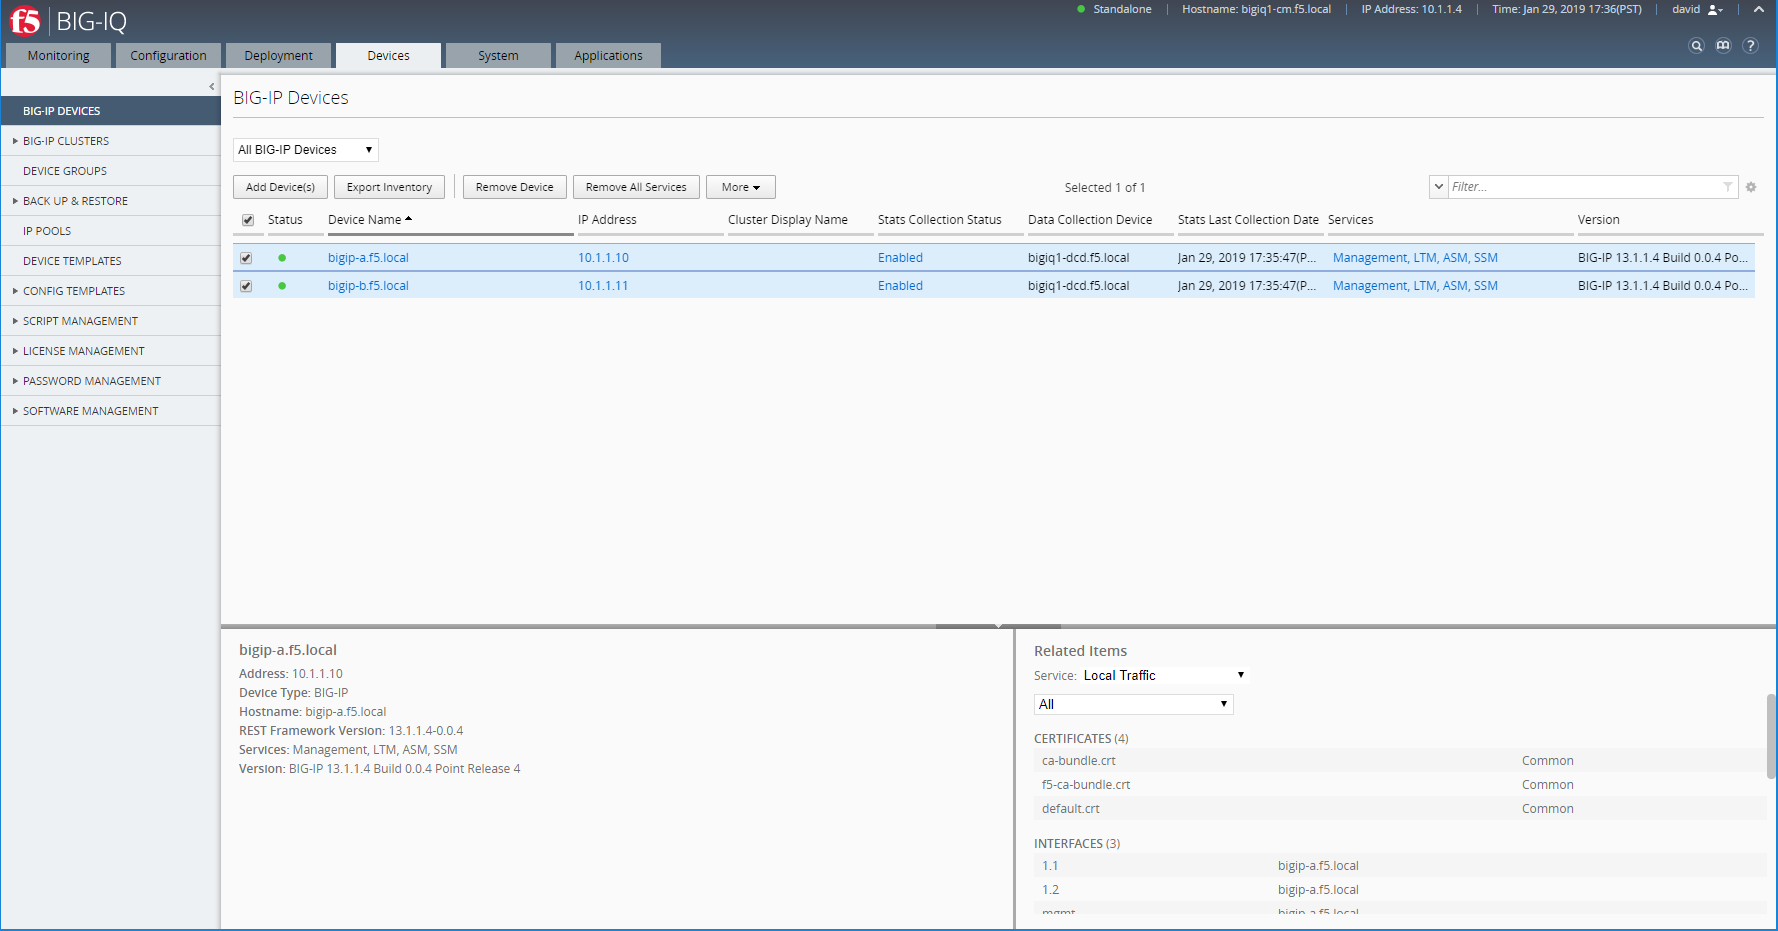 f5 BIG-IQ
Standalone Hostname: bigiq1-cm.f5.local IP Address: 10.1.1.4 Time: Jan 29, 2019 17:36(PST) david
Monitoring Configuration Deployment Devices System Applications
BIG-IP DEVICES
BIG-IP CLUSTERS
DEVICE GROUPS
BACK UP & RESTORE
IP POOLS
DEVICE TEMPLATES
CONFIG TEMPLATES
SCRIPT MANAGEMENT
LICENSE MANAGEMENT
PASSWORD MANAGEMENT
SOFTWARE MANAGEMENT
BIG-IP Devices
All BIG-IP Devices
Add Device(s) Export Inventory Remove Device Remove All Services More Selected 1 of 1 Filter...
Status Device Name IP Address Cluster Display Name Stats Collection Status Data Collection Device Stats Last Collection Date Services Version
bigip-a.f5.local 10.1.1.10 Enabled bigiq1-dcd.f5.local Jan 29, 2019 17:35:47(P... Management, LTM, ASM, SSM BIG-IP 13.1.1.4 Build 0.0.4 Po...
bigip-b.f5.local 10.1.1.11 Enabled bigiq1-dcd.f5.local Jan 29, 2019 17:35:47(P... Management, LTM, ASM, SSM BIG-IP 13.1.1.4 Build 0.0.4 Po...
bigip-a.f5.local
Address: 10.1.1.10
Device Type: BIG-IP
Hostname: bigip-a.f5.local
REST Framework Version: 13.1.1.4-0.0.4
Services: Management, LTM, ASM, SSM
Version: BIG-IP 13.1.1.4 Build 0.0.4 Point Release 4
Related Items
Service: Local Traffic
All
CERTIFICATES (4)
ca-bundle.crt Common
f5-ca-bundle.crt Common
default.crt Common
INTERFACES (3)
1.1 bigip-a.f5.local
1.2 bigip-a.f5.local
mgmt bigip-a.f5.local